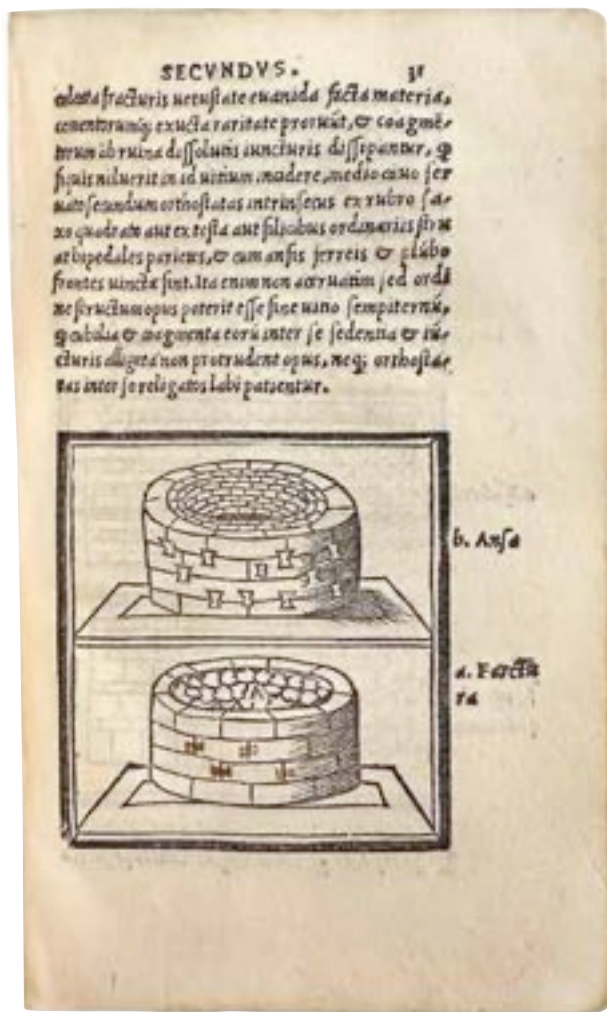 SECVNDVS. 31
fracturis uetustate euanida facta materia,
cementorumq; exucta raritate proruūt, & coagmē-
torum ab ruina dissolutis iuncturis dissipantur, φ
siquis noluerit in id uitium incidere, medio cauo ser
uato secundum orthostatas intrinsecus ex rubro sa-
xo quadrato aut ex testa aut silicibus ordinariis stru
at bipedales parietes, & cum ansis ferreis & plūbo
frontes uinctæ sint. Ita enim non aceruatim sed ordi
ne structum opus poterit esse sine uitio sempiternū,
φ cubilia & coagmenta eorū inter se sedentia & iū-
cturis alligata non protrudent opus, neq; orthosta-
tas inter se religatos labi patientur.
b. Ansa
a. Farctū
ra